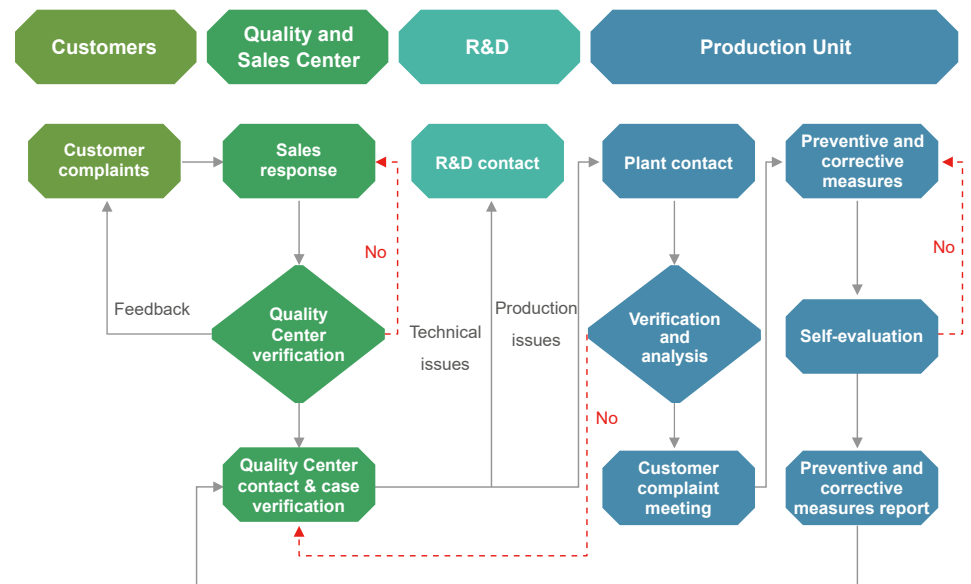 Customers
Quality and
Sales Center
R&D
Production Unit
Customer
complaints
Sales
response
R&D contact
Plant contact
Preventive and
corrective
measures
No
No
Feedback
Quality
Center
verification
Technical
issues
Production
issues
Verification
and
analysis
Self-evaluation
No
Quality Center
contact & case
verification
Customer
complaint
meeting
Preventive and
corrective
measures report